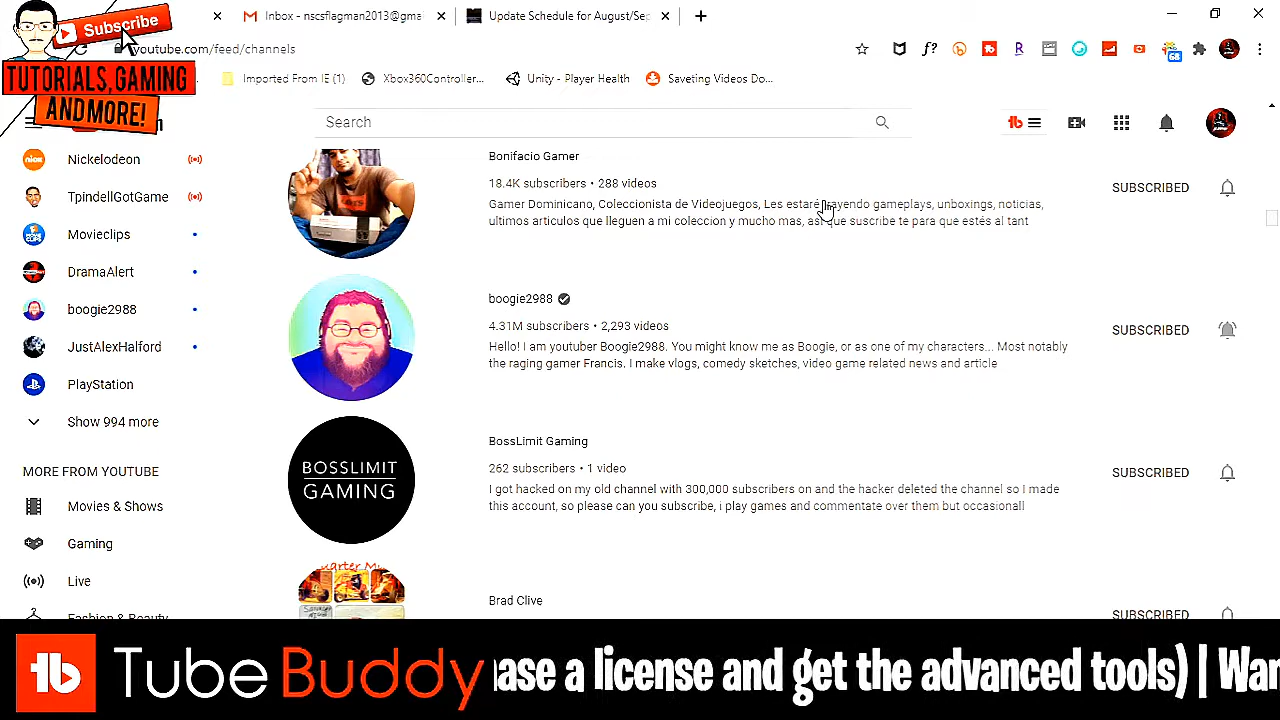 Subscribe
TUTORIALS, GAMING
AND MORE!
Inbox - nscsflagman2013@gma
Update Schedule for August/Sep
youtube.com/feed/channels
Imported From IE (1)
Xbox360Controller...
Unity - Player Health
Saveting Videos Do...
f?
R
68
Search
tb
nick
Nickelodeon
TpindellGotGame
Movieclips
DramaAlert
boogie2988
JustAlexHalford
PlayStation
Show 994 more
MORE FROM YOUTUBE
Movies & Shows
Gaming
Live
Fashion & Beauty
Bonifacio Gamer
18.4K subscribers • 288 videos
SUBSCRIBED
Gamer Dominicano, Coleccionista de Videojuegos, Les estaré gameplays, unboxings, noticias,
ultimos articulos que lleguen a mi coleccion y mucho mas, así que suscribe te para que estés al tant
boogie2988
4.31M subscribers • 2,293 videos
SUBSCRIBED
Hello! I am youtuber Boogie2988. You might know me as Boogie, or as one of my characters... Most notably
the raging gamer Francis. I make vlogs, comedy sketches, video game related news and article
BOSSLIMIT
GAMING
BossLimit Gaming
262 subscribers • 1 video
SUBSCRIBED
I got hacked on my old channel with 300,000 subscribers on and the hacker deleted the channel so I made
this account, so please can you subscribe, i play games and commentate over them but occasionall
Brad Clive
SUBSCRIBED
tb
TubeBuddy
ase a license and get the advanced tools) | War